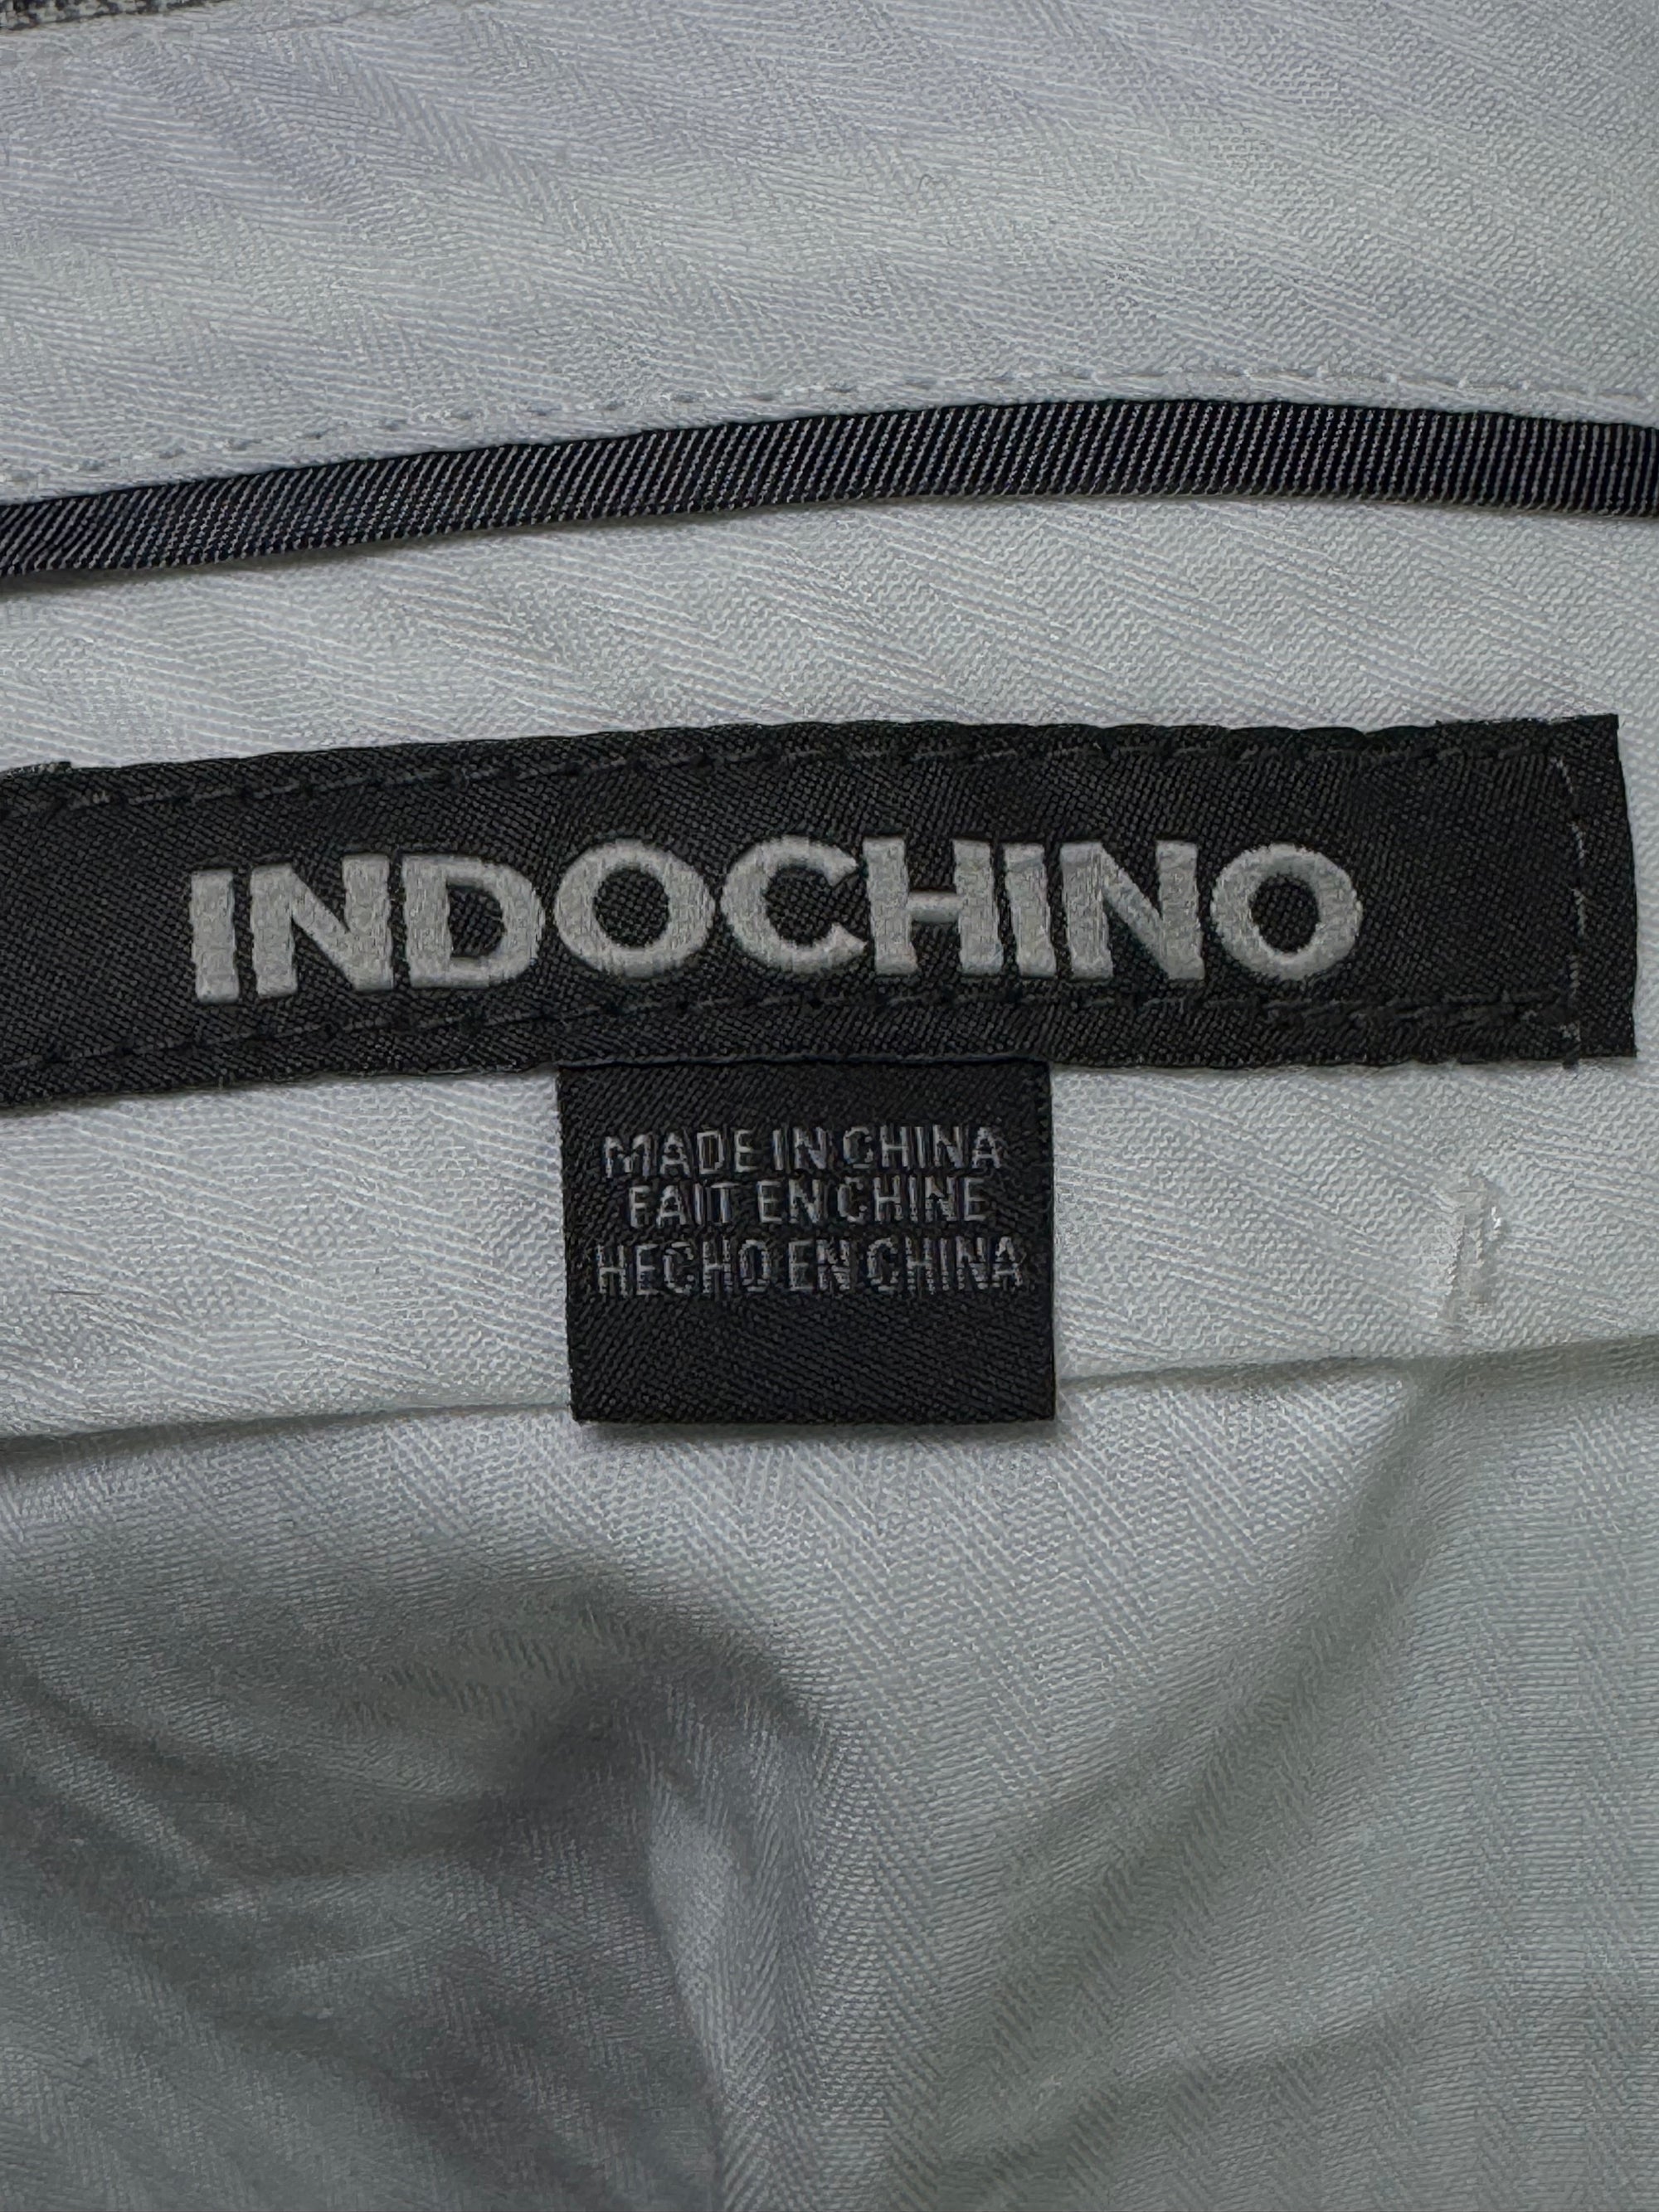 INDOCHINO
MADE IN CHINA
FAIT EN CHINE
HECHO EN CHINA